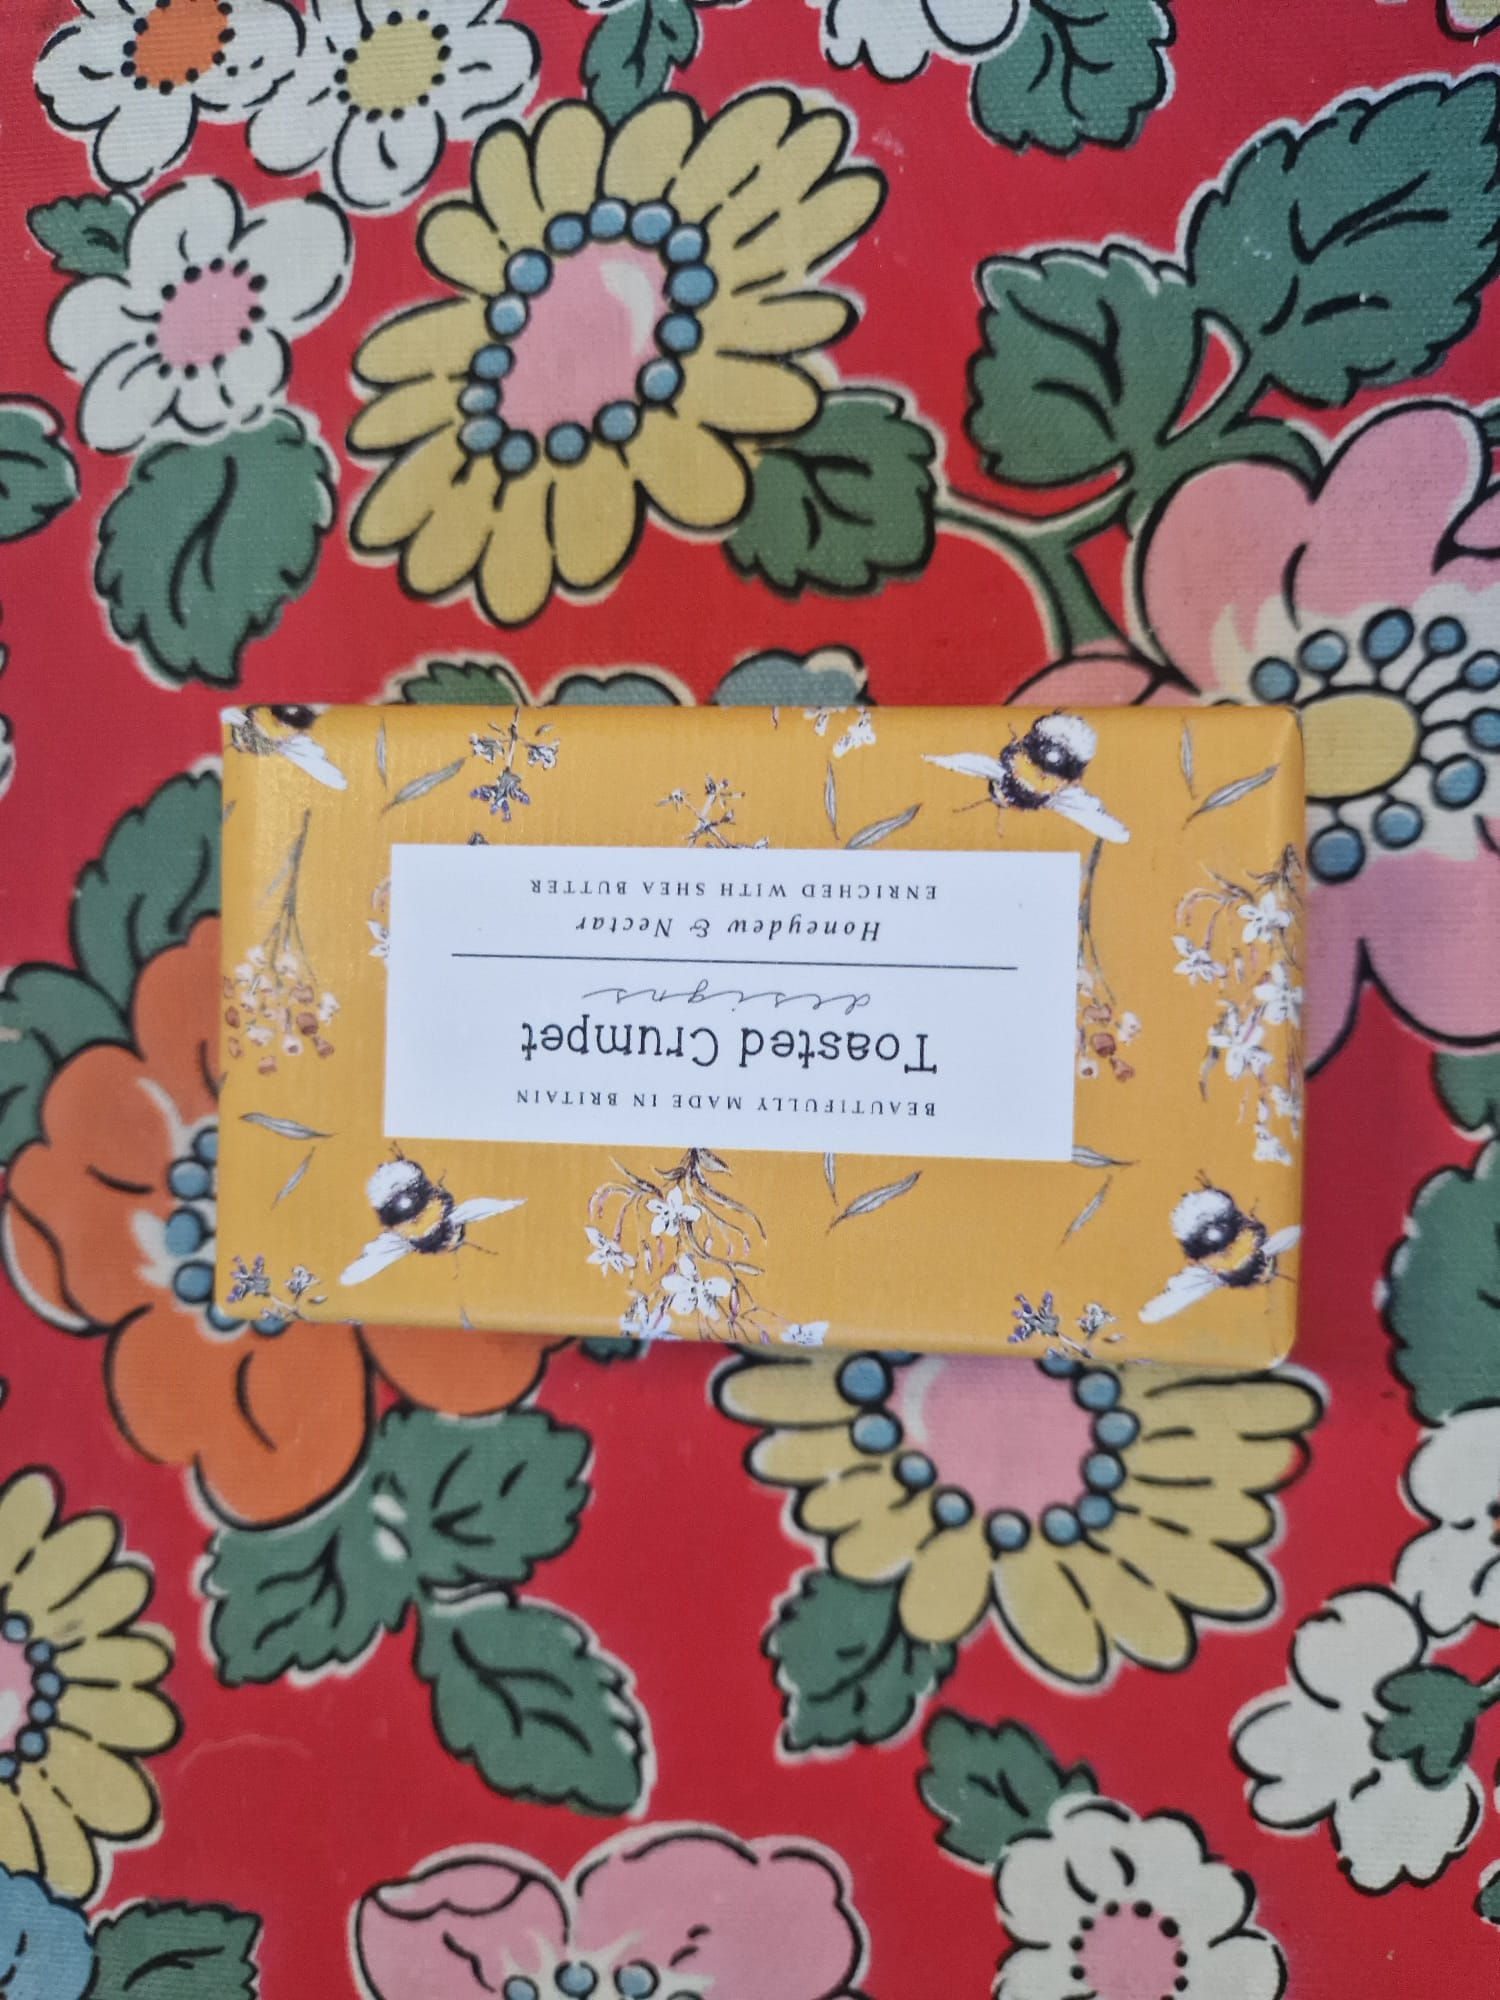 BEAUTIFULLY MADE IN BRITAIN
Toasted Crumpet
designs
Honeydew & Nectar
ENRICHED WITH SHEA BUTTER